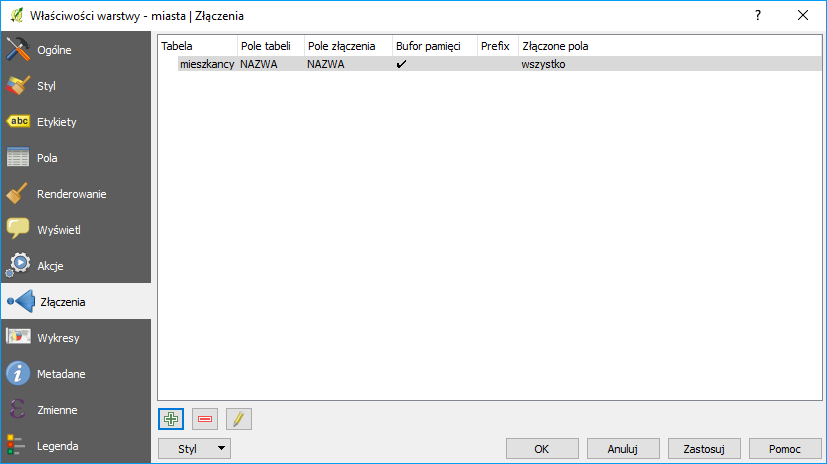 Właściwości warstwy - miasta | Złączenia
Ogólne
Styl
abc
Etykiety
Pola
Renderowanie
Wyświetl
Akcje
Złączenia
Wykresy
Metadane
Zmienne
Legenda
Tabela Pole tabeli Pole złączenia Bufor pamięci Prefix Złączone pola
mieszkancy NAZWA NAZWA ✓ wszystko
Styl OK Anuluj Zastosuj Pomoc